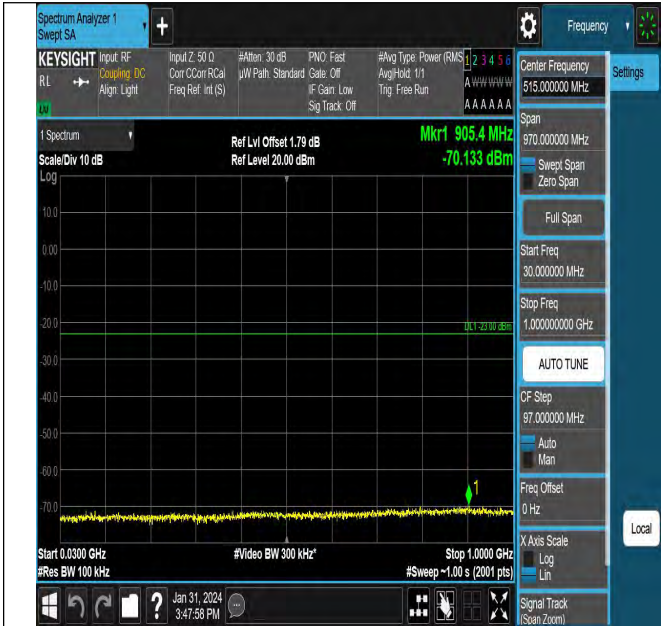 Spectrum Analyzer 1
Swept SA
+
Frequency
KEYSIGHT
RL
Input: RF
Coupling: DC
Align: Light
Input Z: 50 Ω
Corr CCorr RCal
Freq Ref: Int (S)
#Atten: 30 dB
µW Path: Standard
PNO: Fast
Gate: Off
IF Gain: Low
Sig Track: Off
#Avg Type: Power (RMS
Avg|Hold: 1/1
Trig: Free Run
1 2 3 4 5 6
A W W W W W
A A A A A A
1 Spectrum
Scale/Div 10 dB
Log
Ref Lvl Offset 1.79 dB
Ref Level 20.00 dBm
Mkr1 905.4 MHz
-70.133 dBm
10.0
0.00
-10.0
-20.0
DL1 -23.00 dBm
-30.0
-40.0
-50.0
-60.0
1
-70.0
Start 0.0300 GHz
#Video BW 300 kHz*
Stop 1.0000 GHz
#Res BW 100 kHz
#Sweep ~1.00 s (2001 pts)
?
Jan 31, 2024
3:47:58 PM
Center Frequency
515.000000 MHz
Settings
Span
970.000000 MHz
Swept Span
Zero Span
Full Span
Start Freq
30.000000 MHz
Stop Freq
1.000000000 GHz
AUTO TUNE
CF Step
97.000000 MHz
Auto
Man
Freq Offset
0 Hz
X Axis Scale
Log
Lin
Local
Signal Track
(Span Zoom)